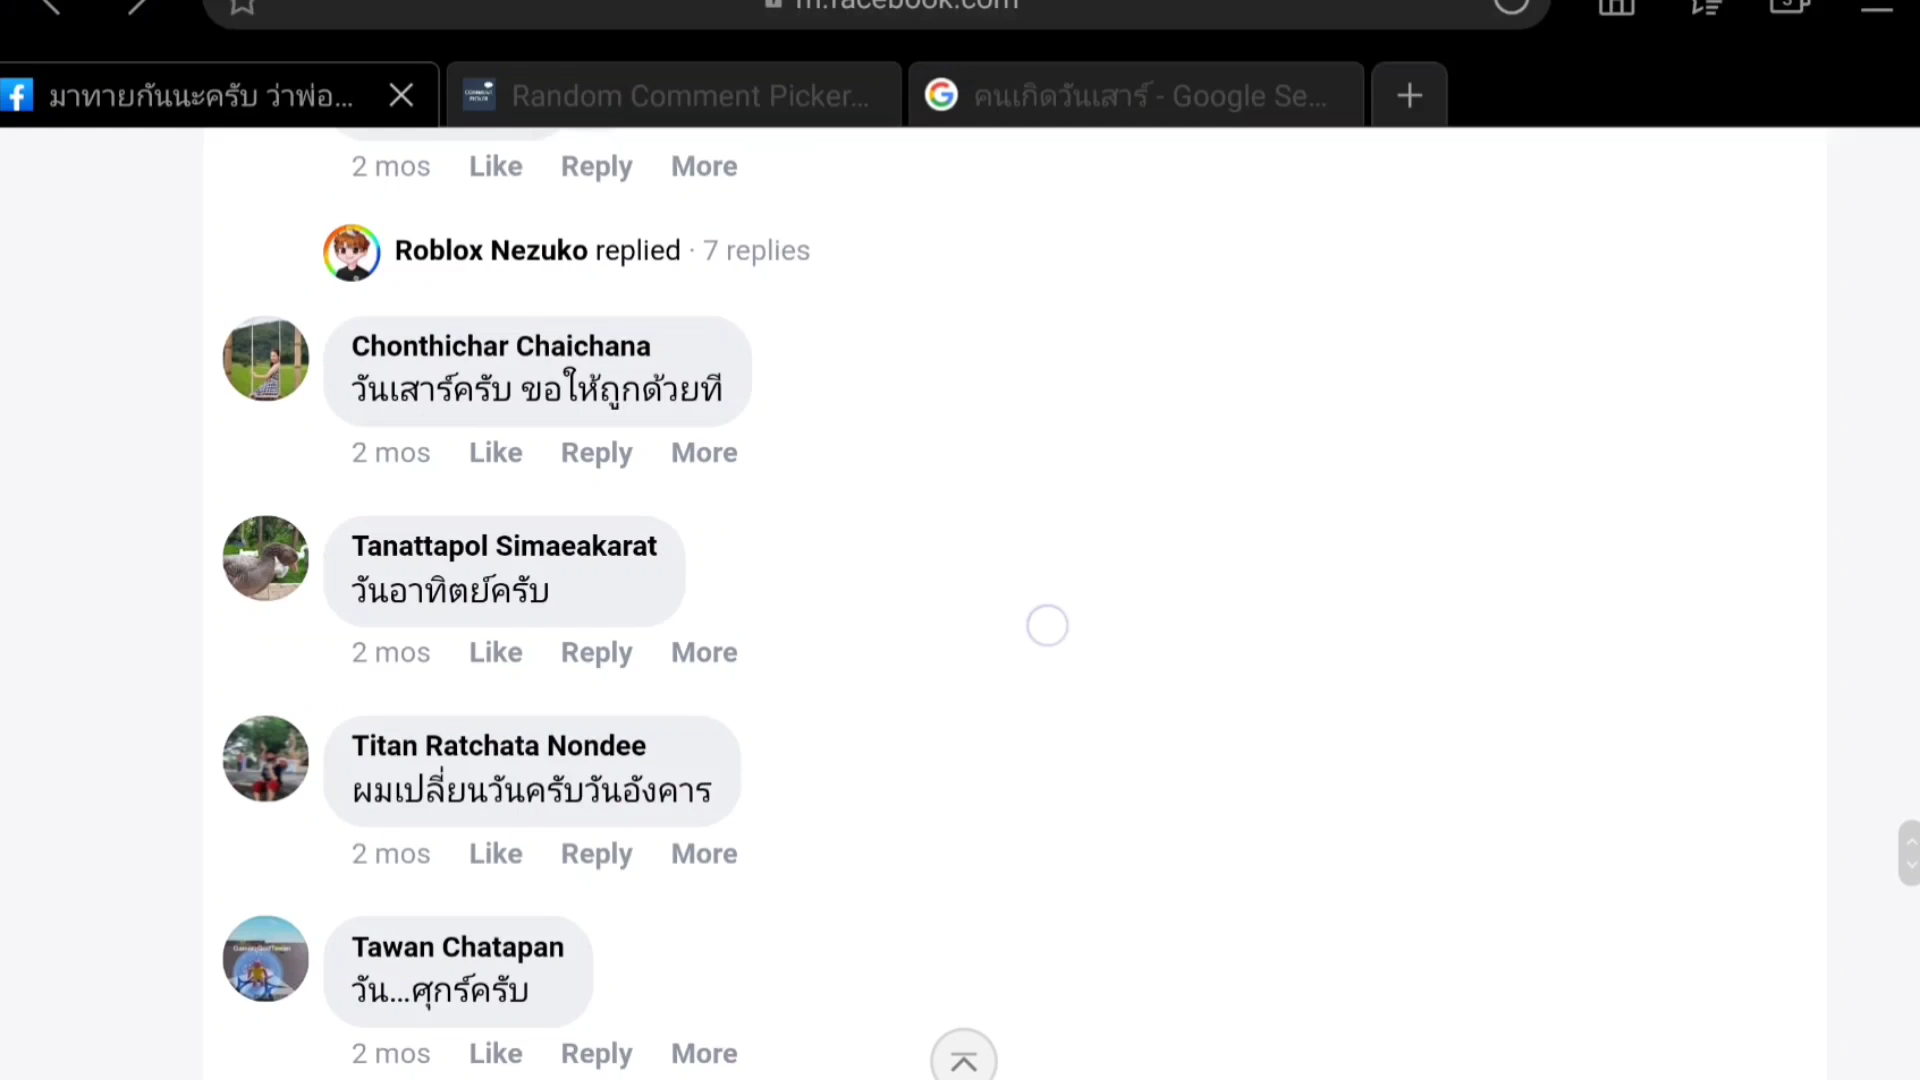 m.facebook.com
มาทายกันนะครับ ว่าพ่อ...
Random Comment Picker...
คนเกิดวันเสาร์ - Google Se...
2 mos Like Reply More
Roblox Nezuko replied · 7 replies
Chonthichar Chaichana
วันเสาร์ครับ ขอให้ถูกด้วยที
2 mos Like Reply More
Tanattapol Simaeakarat
วันอาทิตย์ครับ
2 mos Like Reply More
Titan Ratchata Nondee
ผมเปลี่ยนวันครับวันอังคาร
2 mos Like Reply More
Tawan Chatapan
วัน...ศุกร์ครับ
2 mos Like Reply More